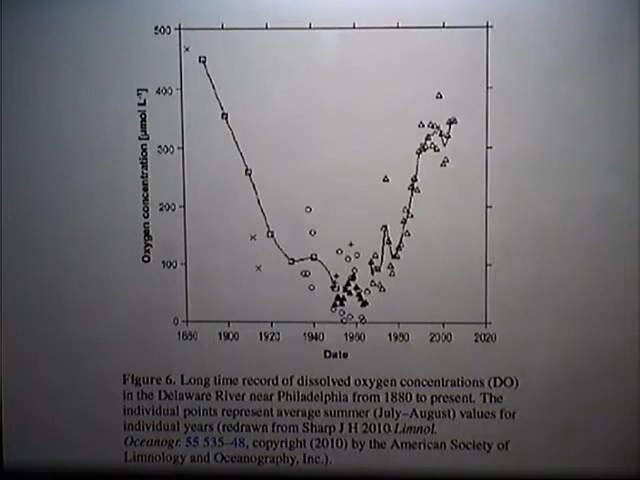 500
400
300
200
100
0
1880 1900 1920 1940 1960 1980 2000 2020
Oxygen concentration [µmol L⁻¹]
Date
Figure 6. Long time record of dissolved oxygen concentrations (DO)
in the Delaware River near Philadelphia from 1880 to present. The
individual points represent average summer (July–August) values for
individual years (redrawn from Sharp J H 2010 Limnol.
Oceanogr. 55 535–48, copyright (2010) by the American Society of
Limnology and Oceanography, Inc.).